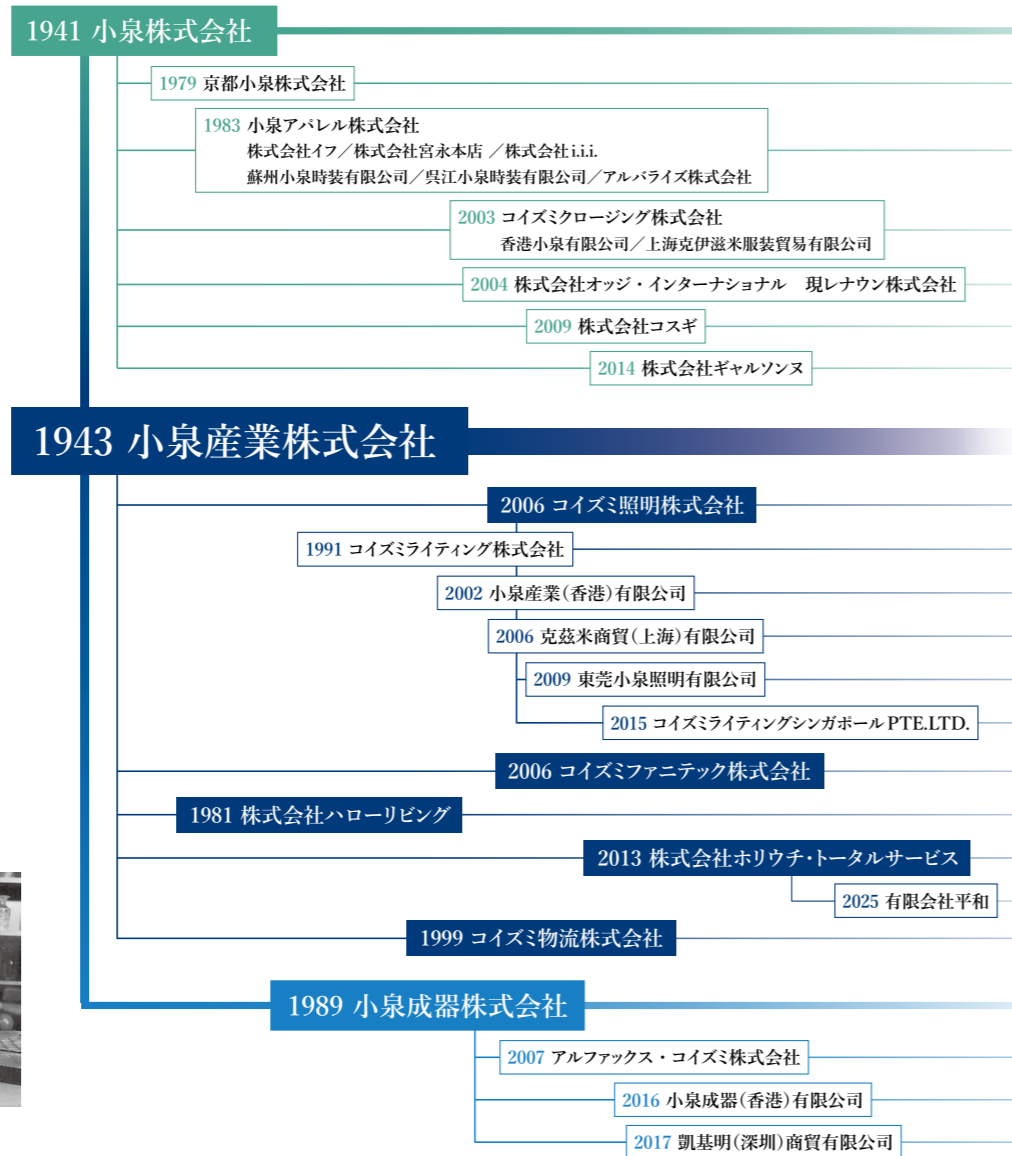 1941 小泉株式会社
1979 京都小泉株式会社
1983 小泉アパレル株式会社
株式会社イフ／株式会社宮永本店 ／株式会社i.i.i.
蘇州小泉時装有限公司／呉江小泉時装有限公司／アルバライズ株式会社
2003 コイズミクロージング株式会社
香港小泉有限公司／上海克伊滋米服装貿易有限公司
2004 株式会社オッジ・インターナショナル　現レナウン株式会社
2009 株式会社コスギ
2014 株式会社ギャルソンヌ
1943 小泉産業株式会社
2006 コイズミ照明株式会社
1991 コイズミライティング株式会社
2002 小泉産業（香港）有限公司
2006 克茲米商貿（上海）有限公司
2009 東莞小泉照明有限公司
2015 コイズミライティングシンガポールPTE.LTD.
2006 コイズミファニテック株式会社
1981 株式会社ハローリビング
2013 株式会社ホリウチ・トータルサービス
2025 有限会社平和
1999 コイズミ物流株式会社
1989 小泉成器株式会社
2007 アルファックス・コイズミ株式会社
2016 小泉成器（香港）有限公司
2017 凱基明（深圳）商貿有限公司